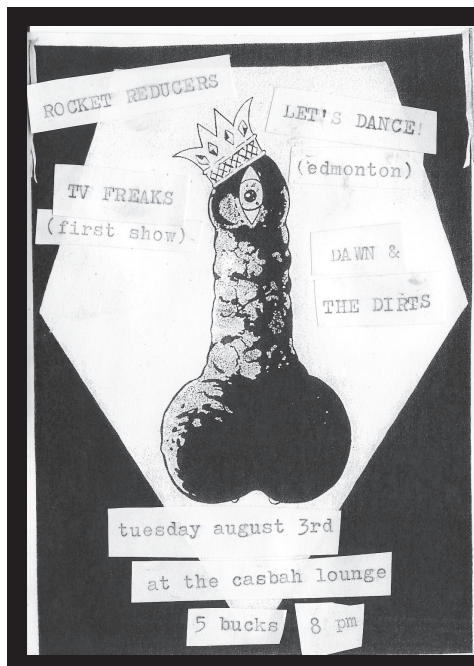 ROCKET REDUCERS
LET'S DANCE!
(edmonton)
TV FREAKS
(first show)
DAWN &
THE DIRTS
tuesday august 3rd
at the casbah lounge
5 bucks
8 pm